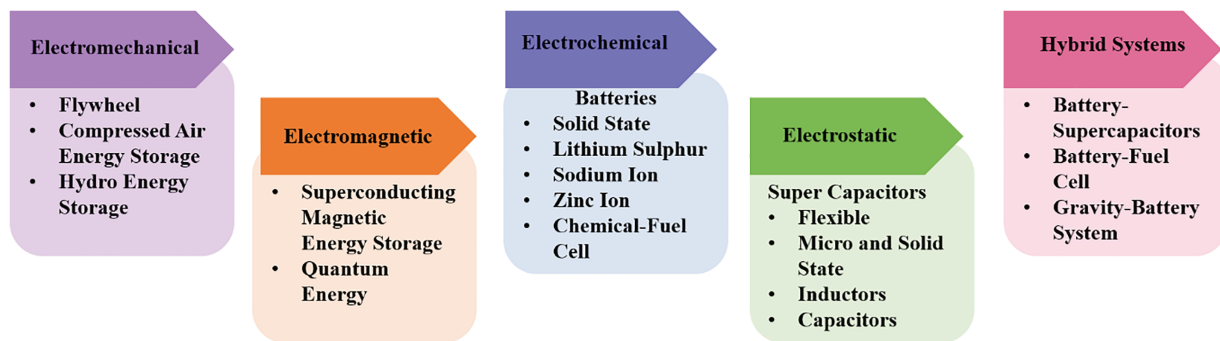 Electromechanical
• Flywheel
• Compressed Air
Energy Storage
• Hydro Energy
Storage
Electromagnetic
• Superconducting
Magnetic
Energy Storage
• Quantum
Energy
Electrochemical
Batteries
• Solid State
• Lithium Sulphur
• Sodium Ion
• Zinc Ion
• Chemical-Fuel
Cell
Electrostatic
Super Capacitors
• Flexible
• Micro and Solid
State
• Inductors
• Capacitors
Hybrid Systems
• Battery-
Supercapacitors
• Battery-Fuel
Cell
• Gravity-Battery
System